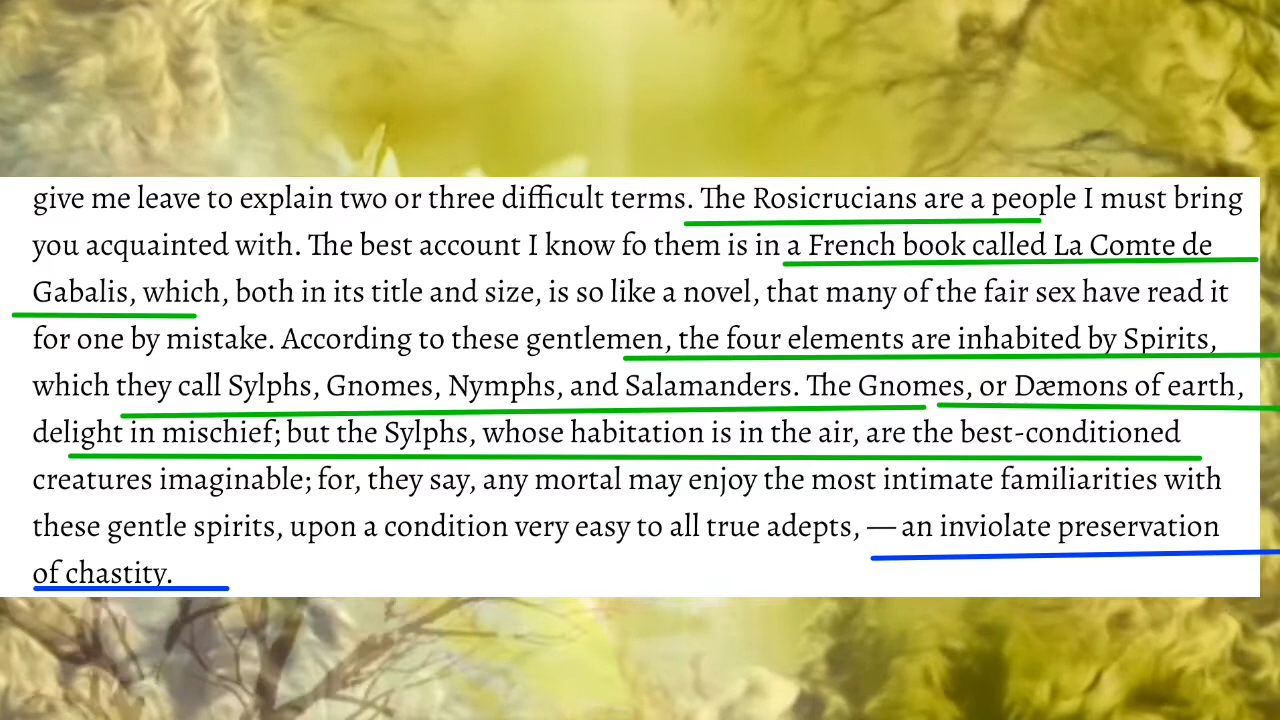 give me leave to explain two or three difficult terms. The Rosicrucians are a people I must bring
you acquainted with. The best account I know fo them is in a French book called La Comte de
Gabalis, which, both in its title and size, is so like a novel, that many of the fair sex have read it
for one by mistake. According to these gentlemen, the four elements are inhabited by Spirits,
which they call Sylphs, Gnomes, Nymphs, and Salamanders. The Gnomes, or Dæmons of earth,
delight in mischief; but the Sylphs, whose habitation is in the air, are the best-conditioned
creatures imaginable; for, they say, any mortal may enjoy the most intimate familiarities with
these gentle spirits, upon a condition very easy to all true adepts, — an inviolate preservation
of chastity.